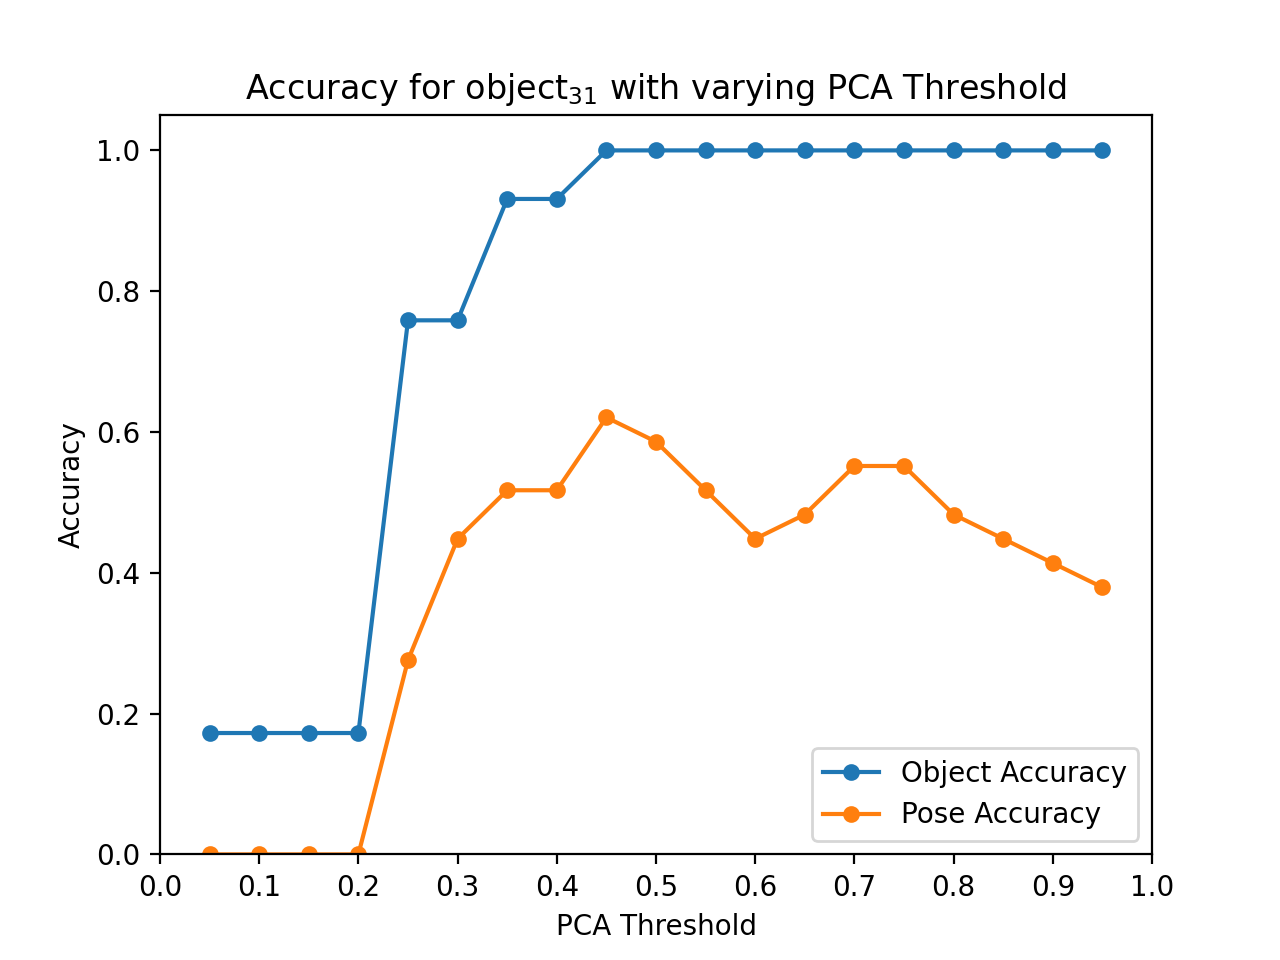 Accuracy for object₃₁ with varying PCA Threshold
1.0
0.8
0.6
0.4
0.2
0.0
Accuracy
Object Accuracy
Pose Accuracy
0.0 0.1 0.2 0.3 0.4 0.5 0.6 0.7 0.8 0.9 1.0
PCA Threshold